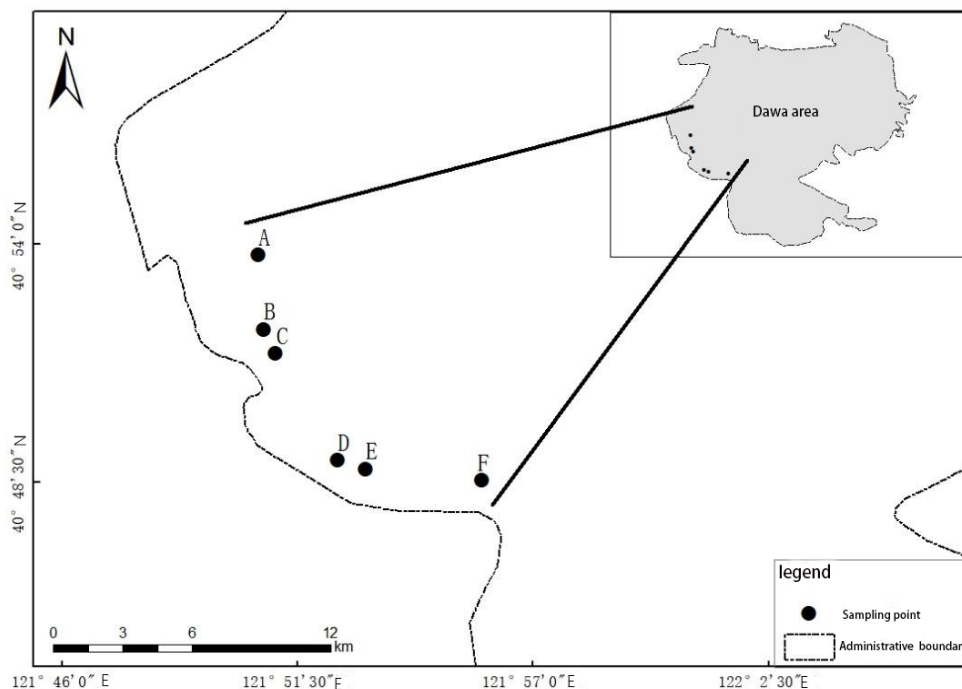 N
Dawa area
40° 54'0"N
A
B
C
D
E
F
40° 48'30"N
legend
Sampling point
Administrative boundar
0 3 6 12
km
121°46'0"E
121°51'30"E
121°57'0"E
122°2'30"E